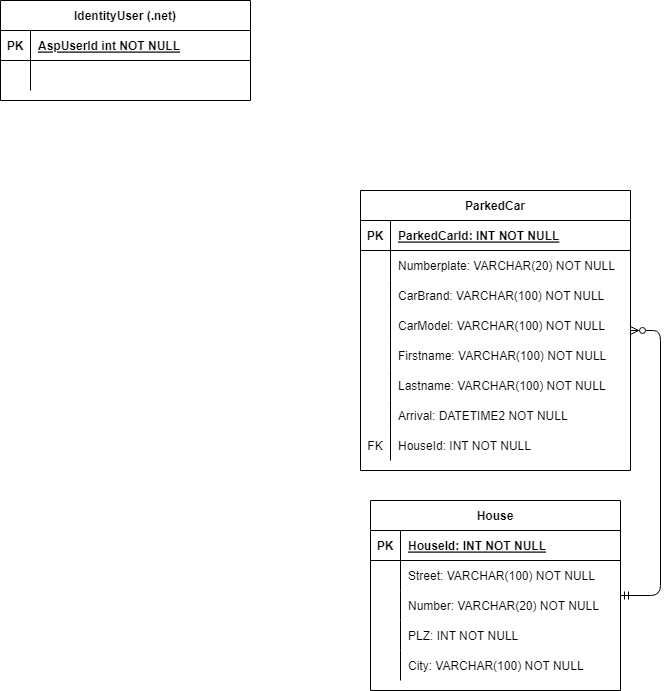 IdentityUser (.net)
PK AspUserId int NOT NULL
ParkedCar
PK ParkedCarId: INT NOT NULL
Numberplate: VARCHAR(20) NOT NULL
CarBrand: VARCHAR(100) NOT NULL
CarModel: VARCHAR(100) NOT NULL
Firstname: VARCHAR(100) NOT NULL
Lastname: VARCHAR(100) NOT NULL
Arrival: DATETIME2 NOT NULL
FK HouseId: INT NOT NULL
House
PK HouseId: INT NOT NULL
Street: VARCHAR(100) NOT NULL
Number: VARCHAR(20) NOT NULL
PLZ: INT NOT NULL
City: VARCHAR(100) NOT NULL